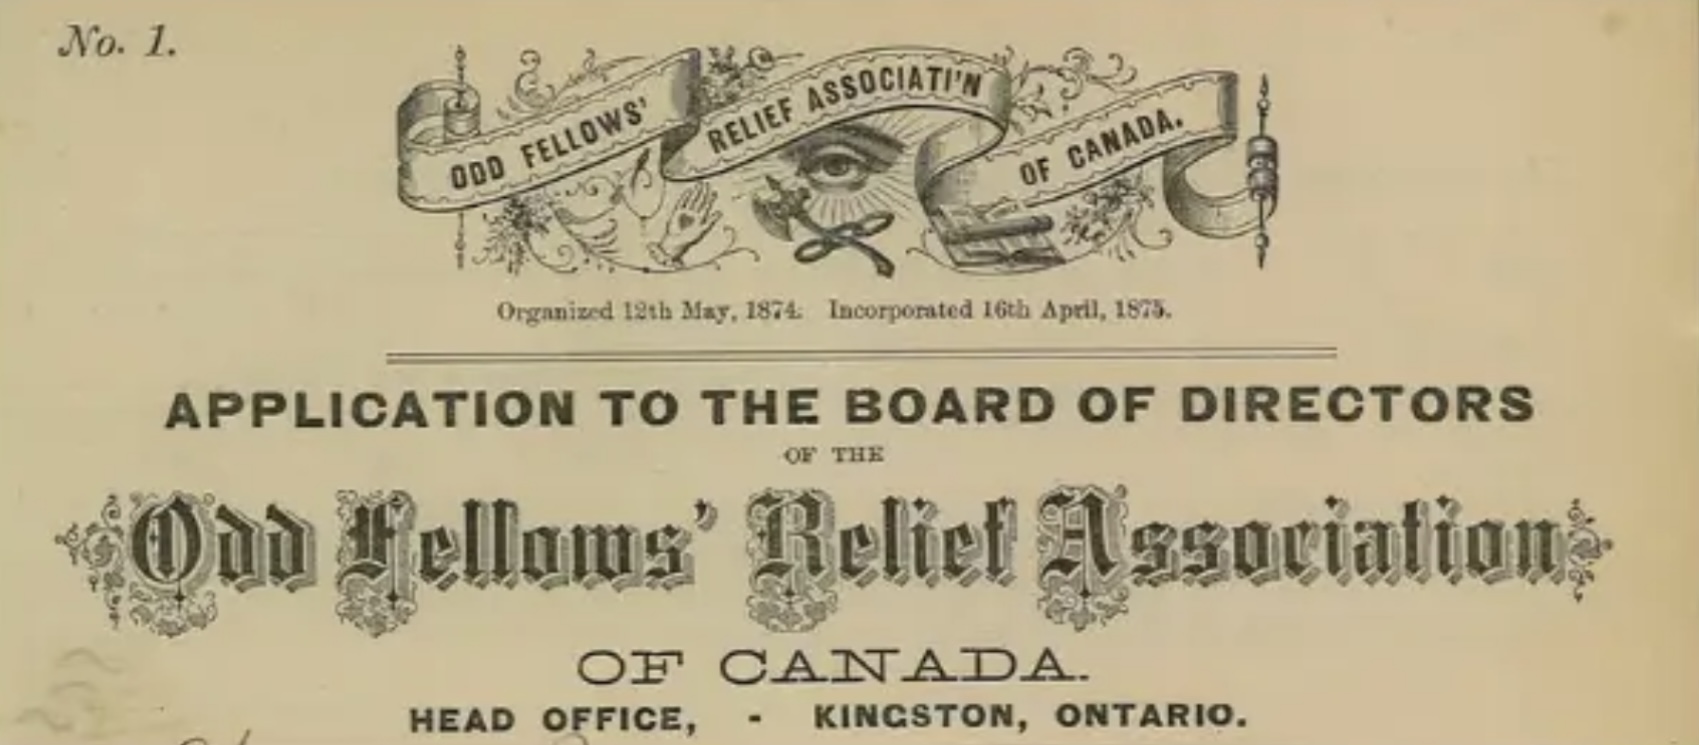 No. 1.
ODD FELLOWS' RELIEF ASSOCIATI'N OF CANADA.
Organized 12th May, 1874. Incorporated 16th April, 1875.
APPLICATION TO THE BOARD OF DIRECTORS
OF THE
Odd Fellows' Relief Association
OF CANADA.
HEAD OFFICE, - KINGSTON, ONTARIO.